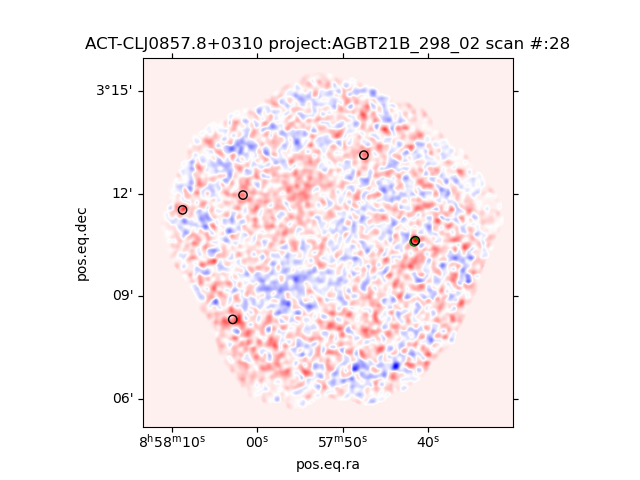 ACT-CLJ0857.8+0310 project:AGBT21B_298_02 scan #:28
3°15'
12'
09'
06'
pos.eq.dec
8ʰ58ᵐ10ˢ 00ˢ 57ᵐ50ˢ 40ˢ
pos.eq.ra